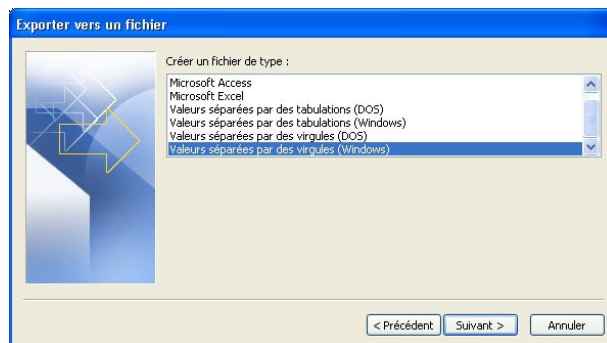 Exporter vers un fichier
Créer un fichier de type :
Microsoft Access
Microsoft Excel
Valeurs séparées par des tabulations (DOS)
Valeurs séparées par des tabulations (Windows)
Valeurs séparées par des virgules (DOS)
Valeurs séparées par des virgules (Windows)
< Précédent Suivant > Annuler